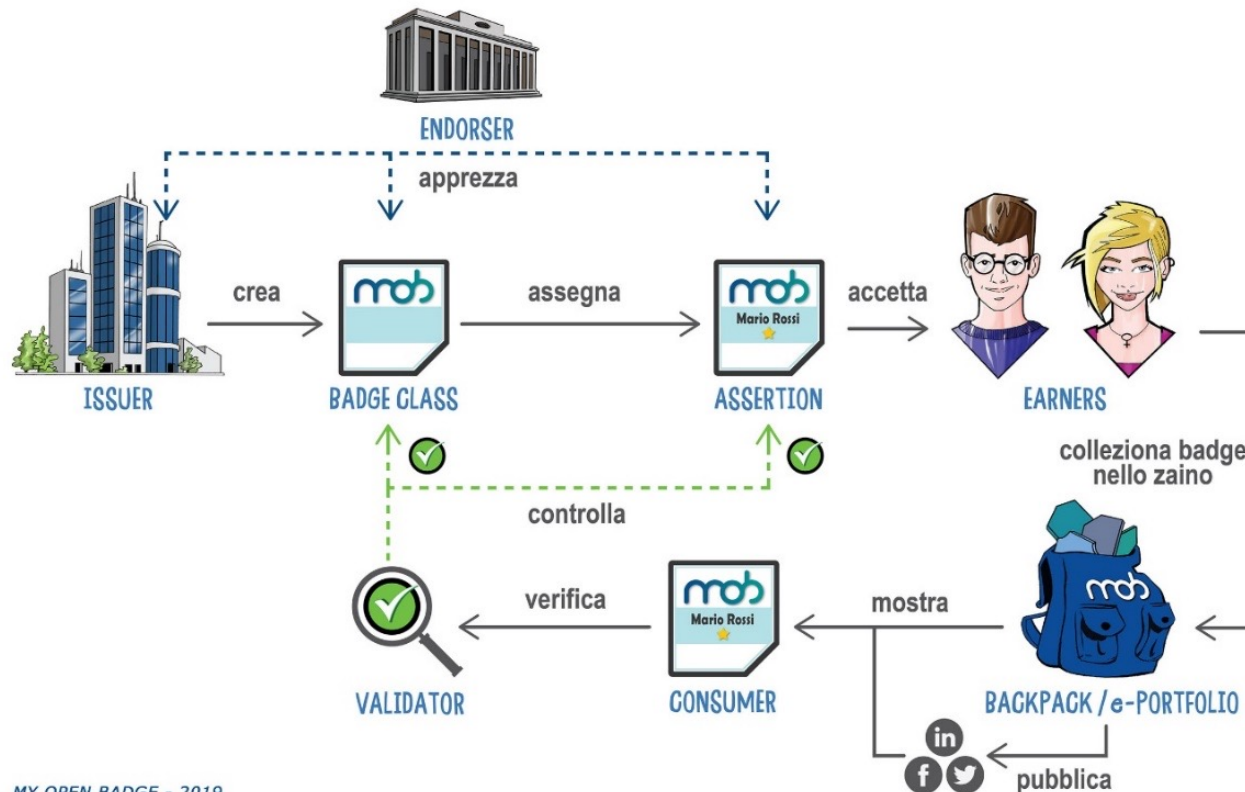 ENDORSER
apprezza
crea
mob
assegna
mob
Mario Rossi
accetta
ISSUER
BADGE CLASS
ASSERTION
EARNERS
colleziona badge
nello zaino
controlla
verifica
mob
Mario Rossi
mostra
mob
VALIDATOR
CONSUMER
BACKPACK / e-PORTFOLIO
in
f
pubblica
MY OPEN BADGE - 2019